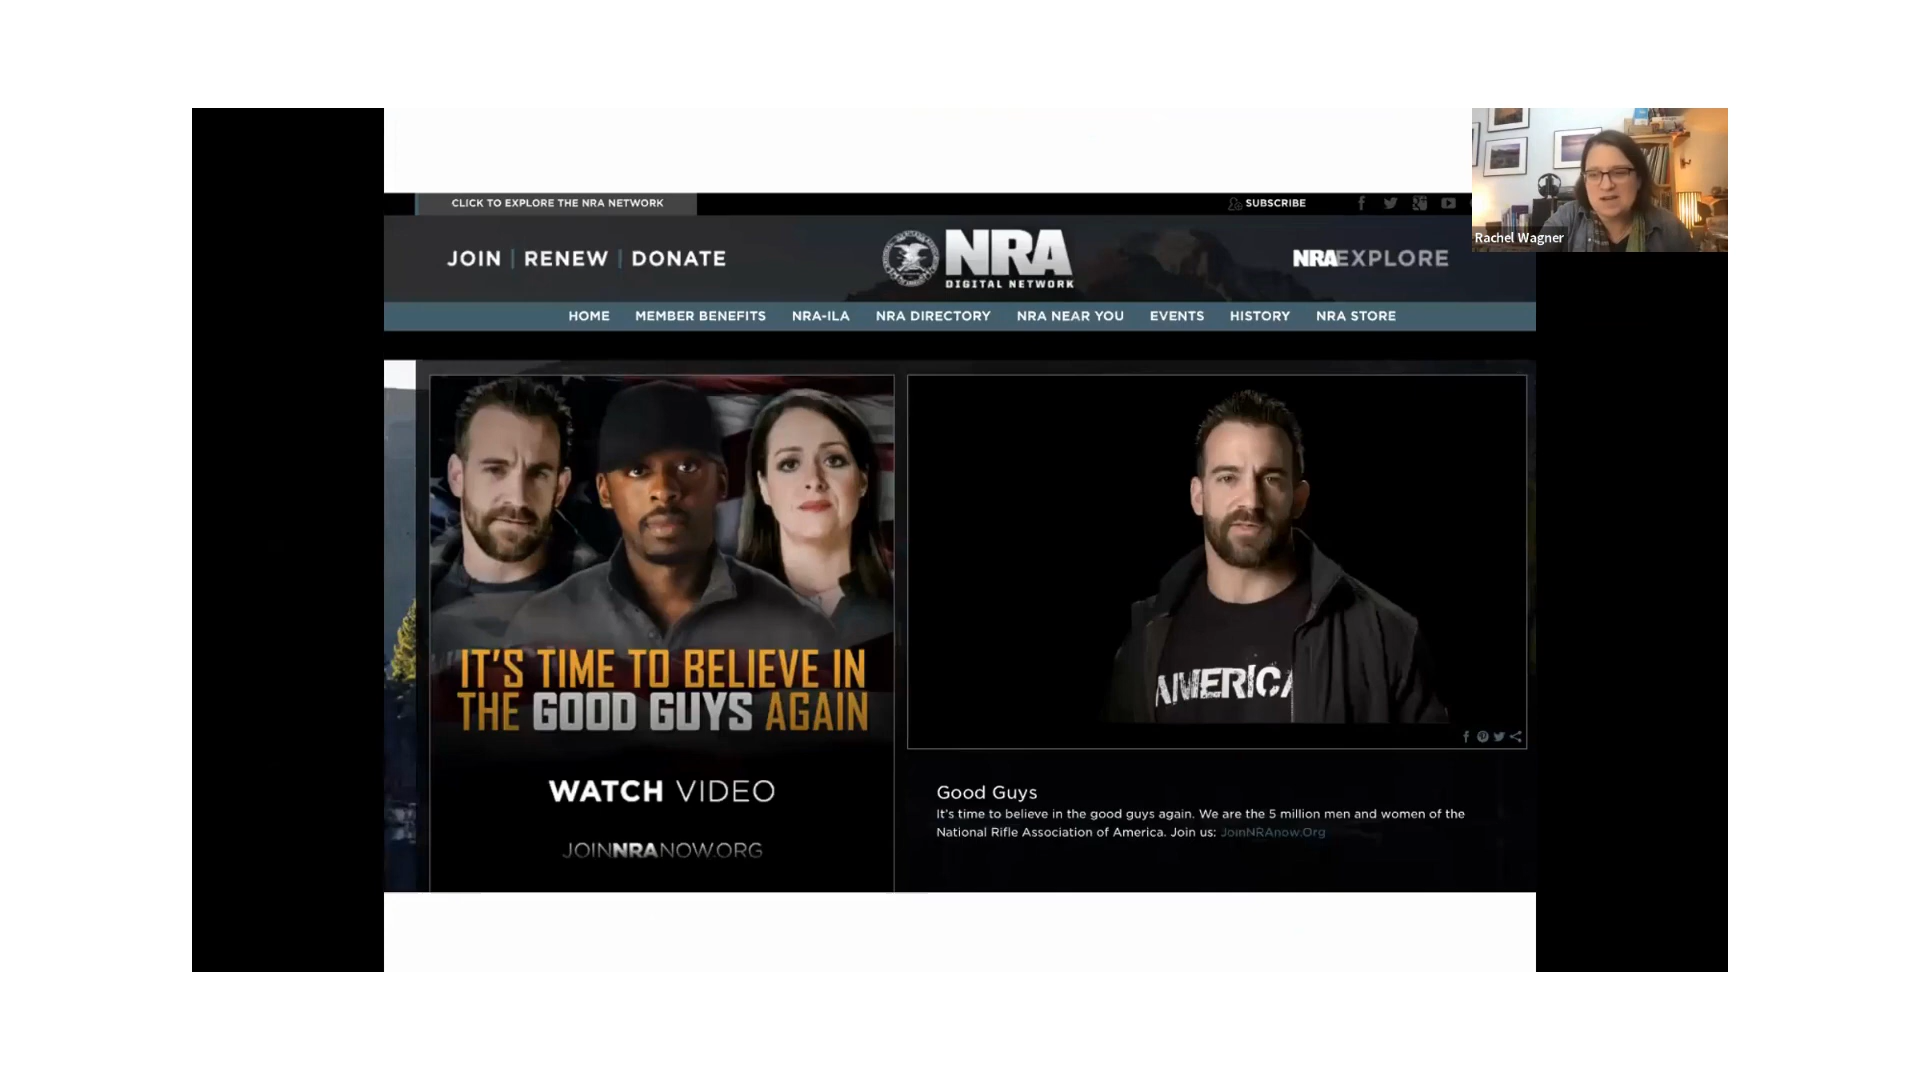 CLICK TO EXPLORE THE NRA NETWORK
SUBSCRIBE
Rachel Wagner
JOIN | RENEW | DONATE
NRA
DIGITAL NETWORK
NRAEXPLORE
HOME MEMBER BENEFITS NRA-ILA NRA DIRECTORY NRA NEAR YOU EVENTS HISTORY NRA STORE
IT'S TIME TO BELIEVE IN
THE GOOD GUYS AGAIN
WATCH VIDEO
JOINNRANOW.ORG
AMERICA
Good Guys
It's time to believe in the good guys again. We are the 5 million men and women of the
National Rifle Association of America. Join us: JoinNRAnow.Org